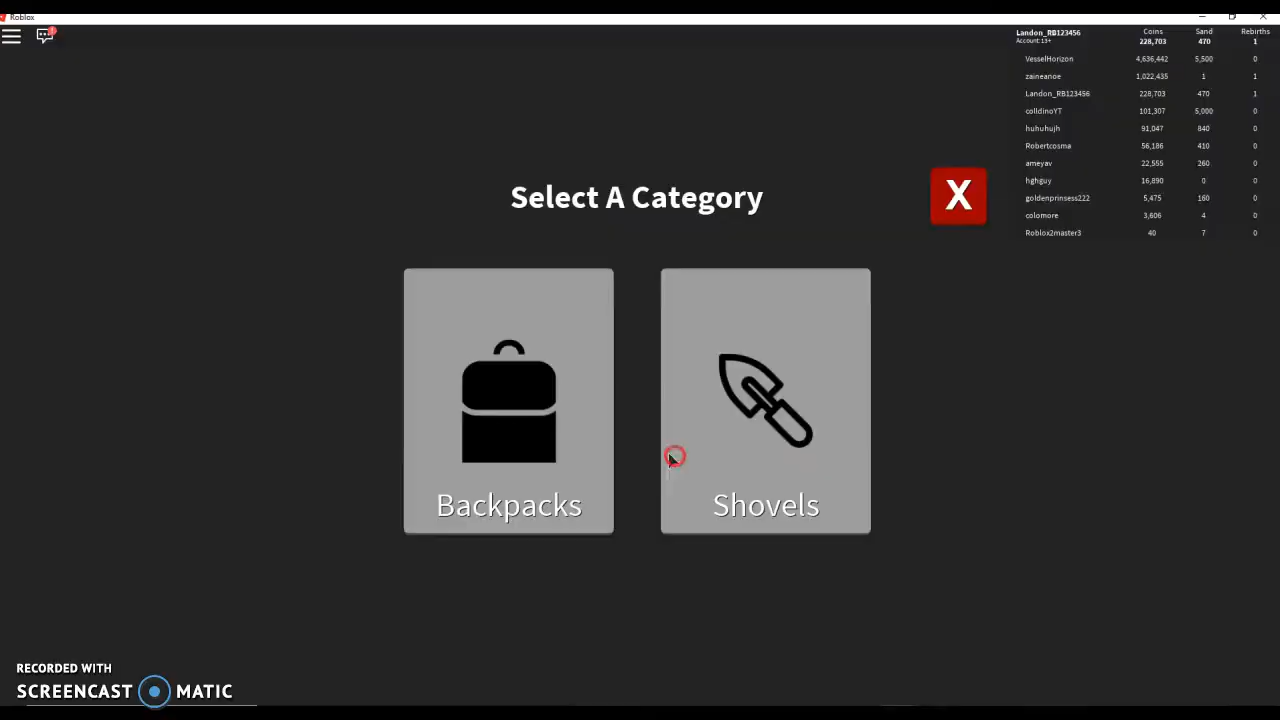 Roblox
Landon_RB123456 Coins Sand Rebirths
Account: 13+ 228,703 470 1
VesselHorizon 4,636,442 5,500 0
zaineanoe 1,022,435 1 1
Landon_RB123456 228,703 470 1
colldinoYT 101,307 5,000 0
huhuhujh 91,047 840 0
Robertcosma 56,186 410 0
ameyav 22,555 260 0
hghguy 16,890 0 0
goldenprinsess222 5,475 160 0
colomore 3,606 4 0
Roblox2master3 40 7 0
Select A Category
X
Backpacks
Shovels
RECORDED WITH
SCREENCAST MATIC